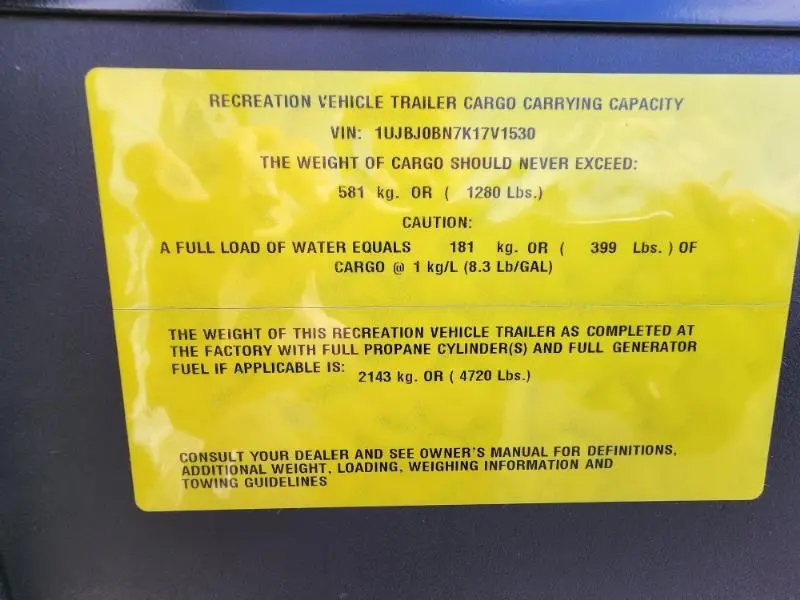 RECREATION VEHICLE TRAILER CARGO CARRYING CAPACITY
VIN: 1UJBJ0BN7K17V1530
THE WEIGHT OF CARGO SHOULD NEVER EXCEED:
581 kg. OR ( 1280 Lbs.)
CAUTION:
A FULL LOAD OF WATER EQUALS 181 kg. OR ( 399 Lbs. ) OF
CARGO @ 1 kg/L (8.3 Lb/GAL)
THE WEIGHT OF THIS RECREATION VEHICLE TRAILER AS COMPLETED AT
THE FACTORY WITH FULL PROPANE CYLINDER(S) AND FULL GENERATOR
FUEL IF APPLICABLE IS: 2143 kg. OR ( 4720 Lbs.)
CONSULT YOUR DEALER AND SEE OWNER'S MANUAL FOR DEFINITIONS,
ADDITIONAL WEIGHT, LOADING, WEIGHING INFORMATION AND
TOWING GUIDELINES